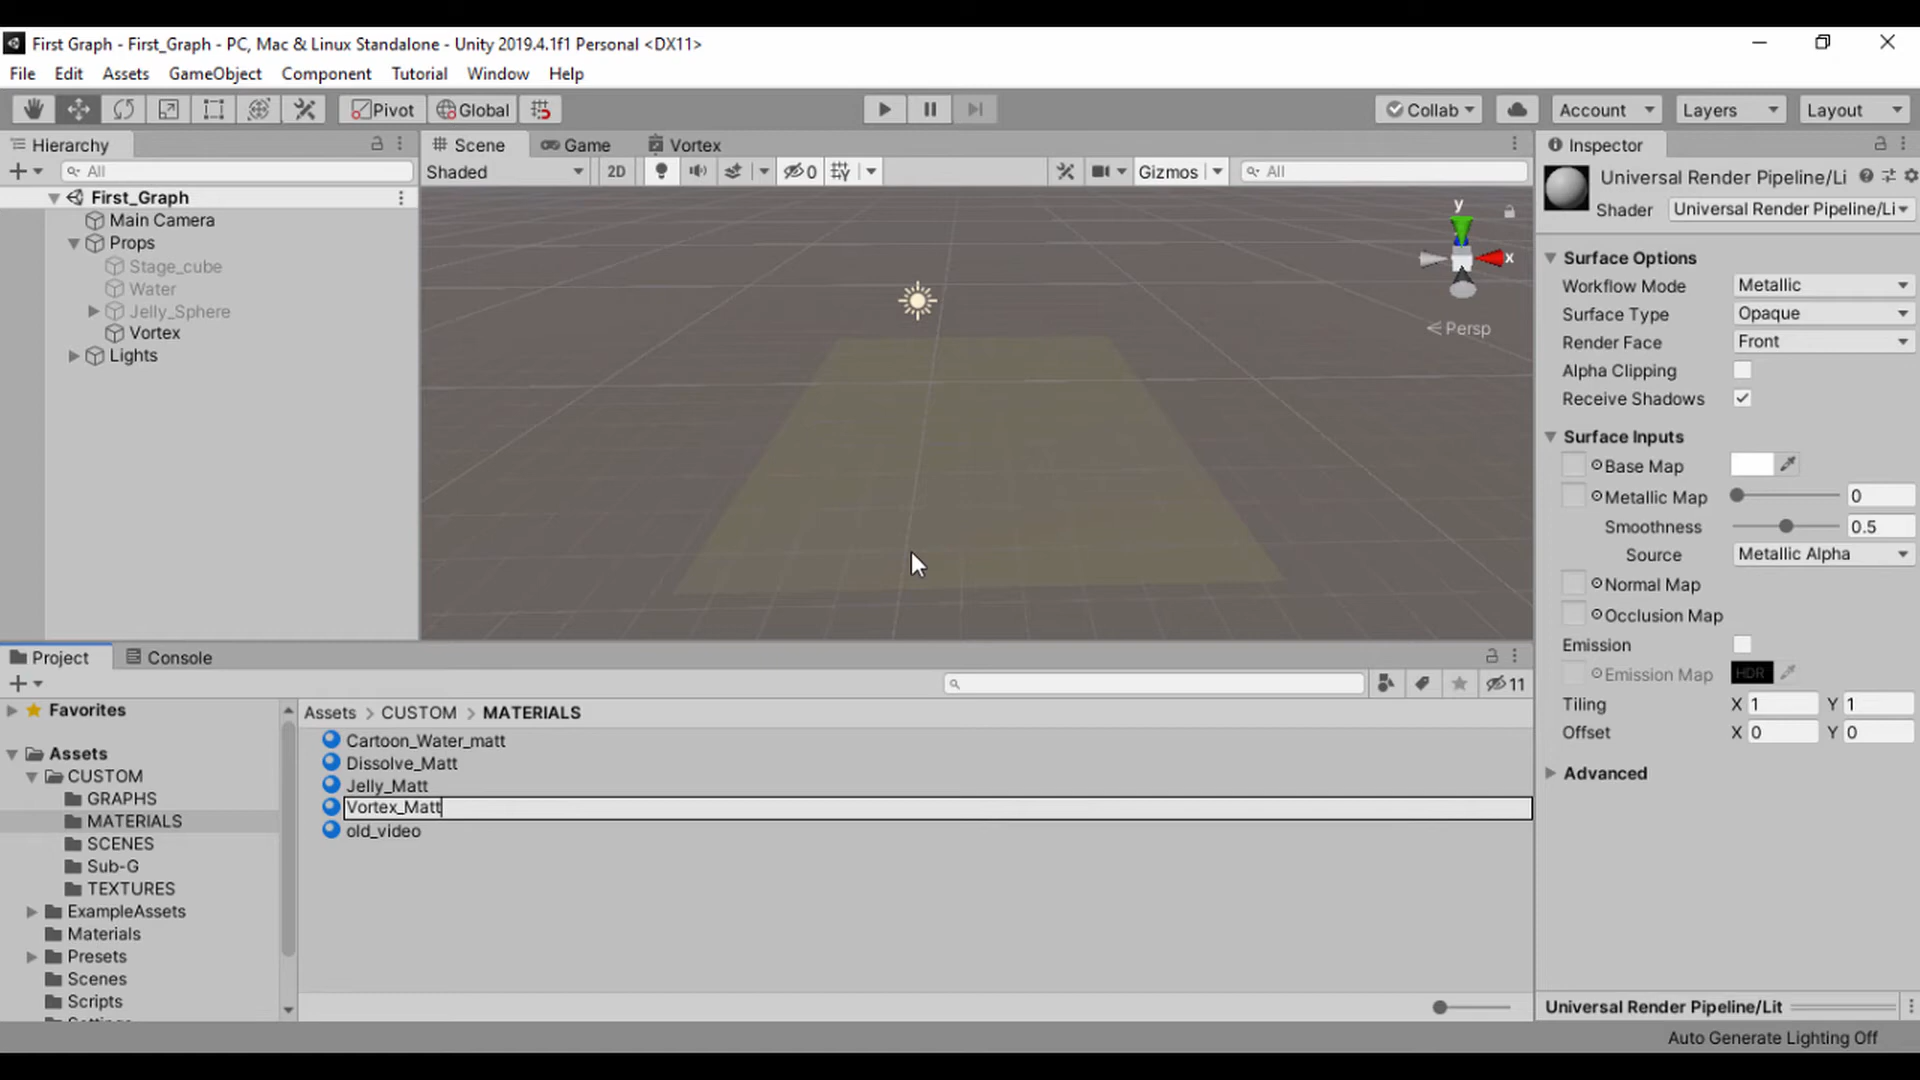 First Graph - First_Graph - PC, Mac & Linux Standalone - Unity 2019.4.1f1 Personal <DX11>
File Edit Assets GameObject Component Tutorial Window Help
Pivot Global Collab Account Layers Layout
Hierarchy
All
First_Graph
Main Camera
Props
Stage_cube
Water
Jelly_Sphere
Vortex
Lights
Scene Game Vortex
Shaded 2D 0 Gizmos All
y
x
Persp
Inspector
Universal Render Pipeline/Li
Shader Universal Render Pipeline/Li
Surface Options
Workflow Mode Metallic
Surface Type Opaque
Render Face Front
Alpha Clipping
Receive Shadows
Surface Inputs
Base Map
Metallic Map 0
Smoothness 0.5
Source Metallic Alpha
Normal Map
Occlusion Map
Emission
Emission Map HDR
Tiling X 1 Y 1
Offset X 0 Y 0
Advanced
Universal Render Pipeline/Lit
Project Console
11
Favorites
Assets
CUSTOM
GRAPHS
MATERIALS
SCENES
Sub-G
TEXTURES
ExampleAssets
Materials
Presets
Scenes
Scripts
Assets > CUSTOM > MATERIALS
Cartoon_Water_matt
Dissolve_Matt
Jelly_Matt
Vortex_Matt
old_video
Auto Generate Lighting Off